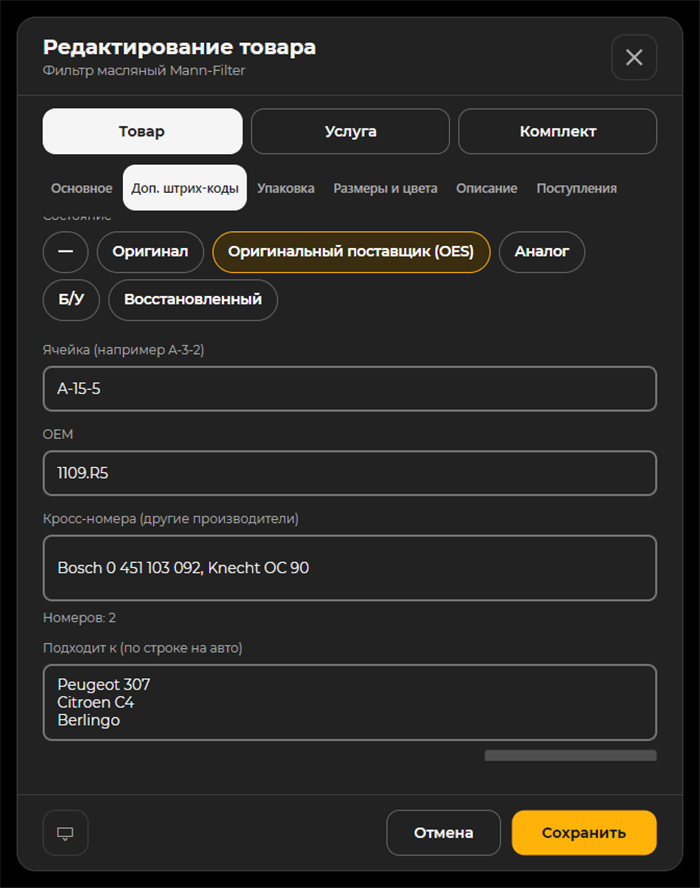 Редактирование товара
Фильтр масляный Mann-Filter
Товар Услуга Комплект
Основное Доп. штрих-коды Упаковка Размеры и цвета Описание Поступления
Состояние
— Оригинал Оригинальный поставщик (OES) Аналог
Б/У Восстановленный
Ячейка (например A-3-2)
A-15-5
OEM
1109.R5
Кросс-номера (другие производители)
Bosch 0 451 103 092, Knecht OC 90
Номеров: 2
Подходит к (по строке на авто)
Peugeot 307
Citroen C4
Berlingo
Отмена Сохранить